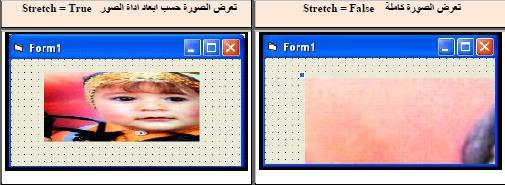 تعرض الصورة حسب ابعاد اداة الصور Stretch = True
تعرض الصورة كاملة Stretch = False
Form1
Form1